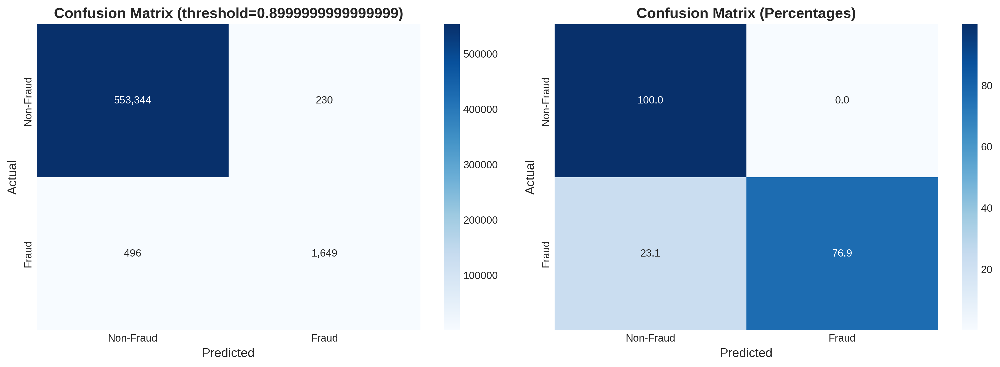 Confusion Matrix (threshold=0.8999999999999999)
Non-Fraud
Fraud
Actual
553,344
230
496
1,649
Non-Fraud
Fraud
Predicted
500000
400000
300000
200000
100000
Confusion Matrix (Percentages)
Non-Fraud
Fraud
Actual
100.0
0.0
23.1
76.9
Non-Fraud
Fraud
Predicted
80
60
40
20